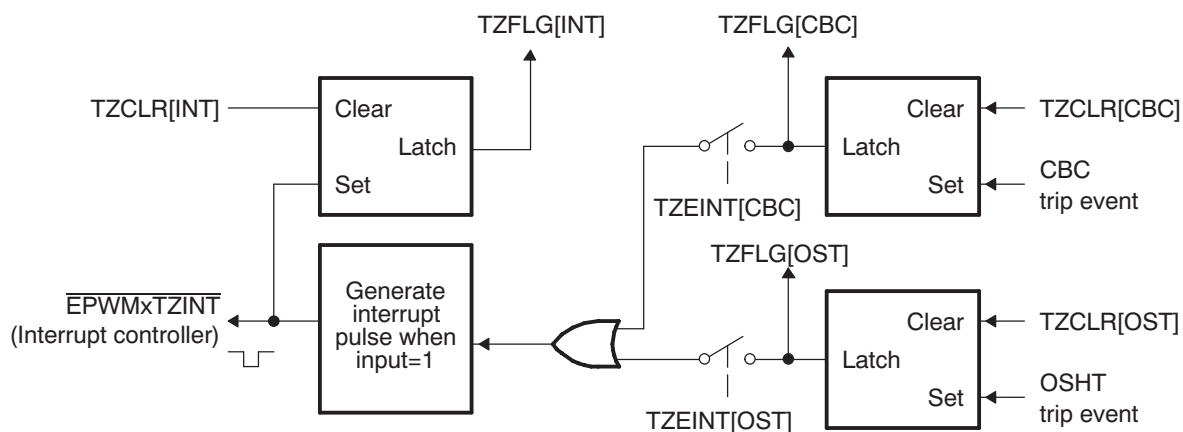 TZFLG[INT]
TZFLG[CBC]
TZCLR[INT]
Clear
Latch
Set
Clear
TZCLR[CBC]
Latch
Set
CBC
trip event
TZEINT[CBC]
TZFLG[OST]
EPWMxTZINT
(Interrupt controller)
Generate
interrupt
pulse when
input=1
Clear
TZCLR[OST]
Latch
Set
OSHT
trip event
TZEINT[OST]